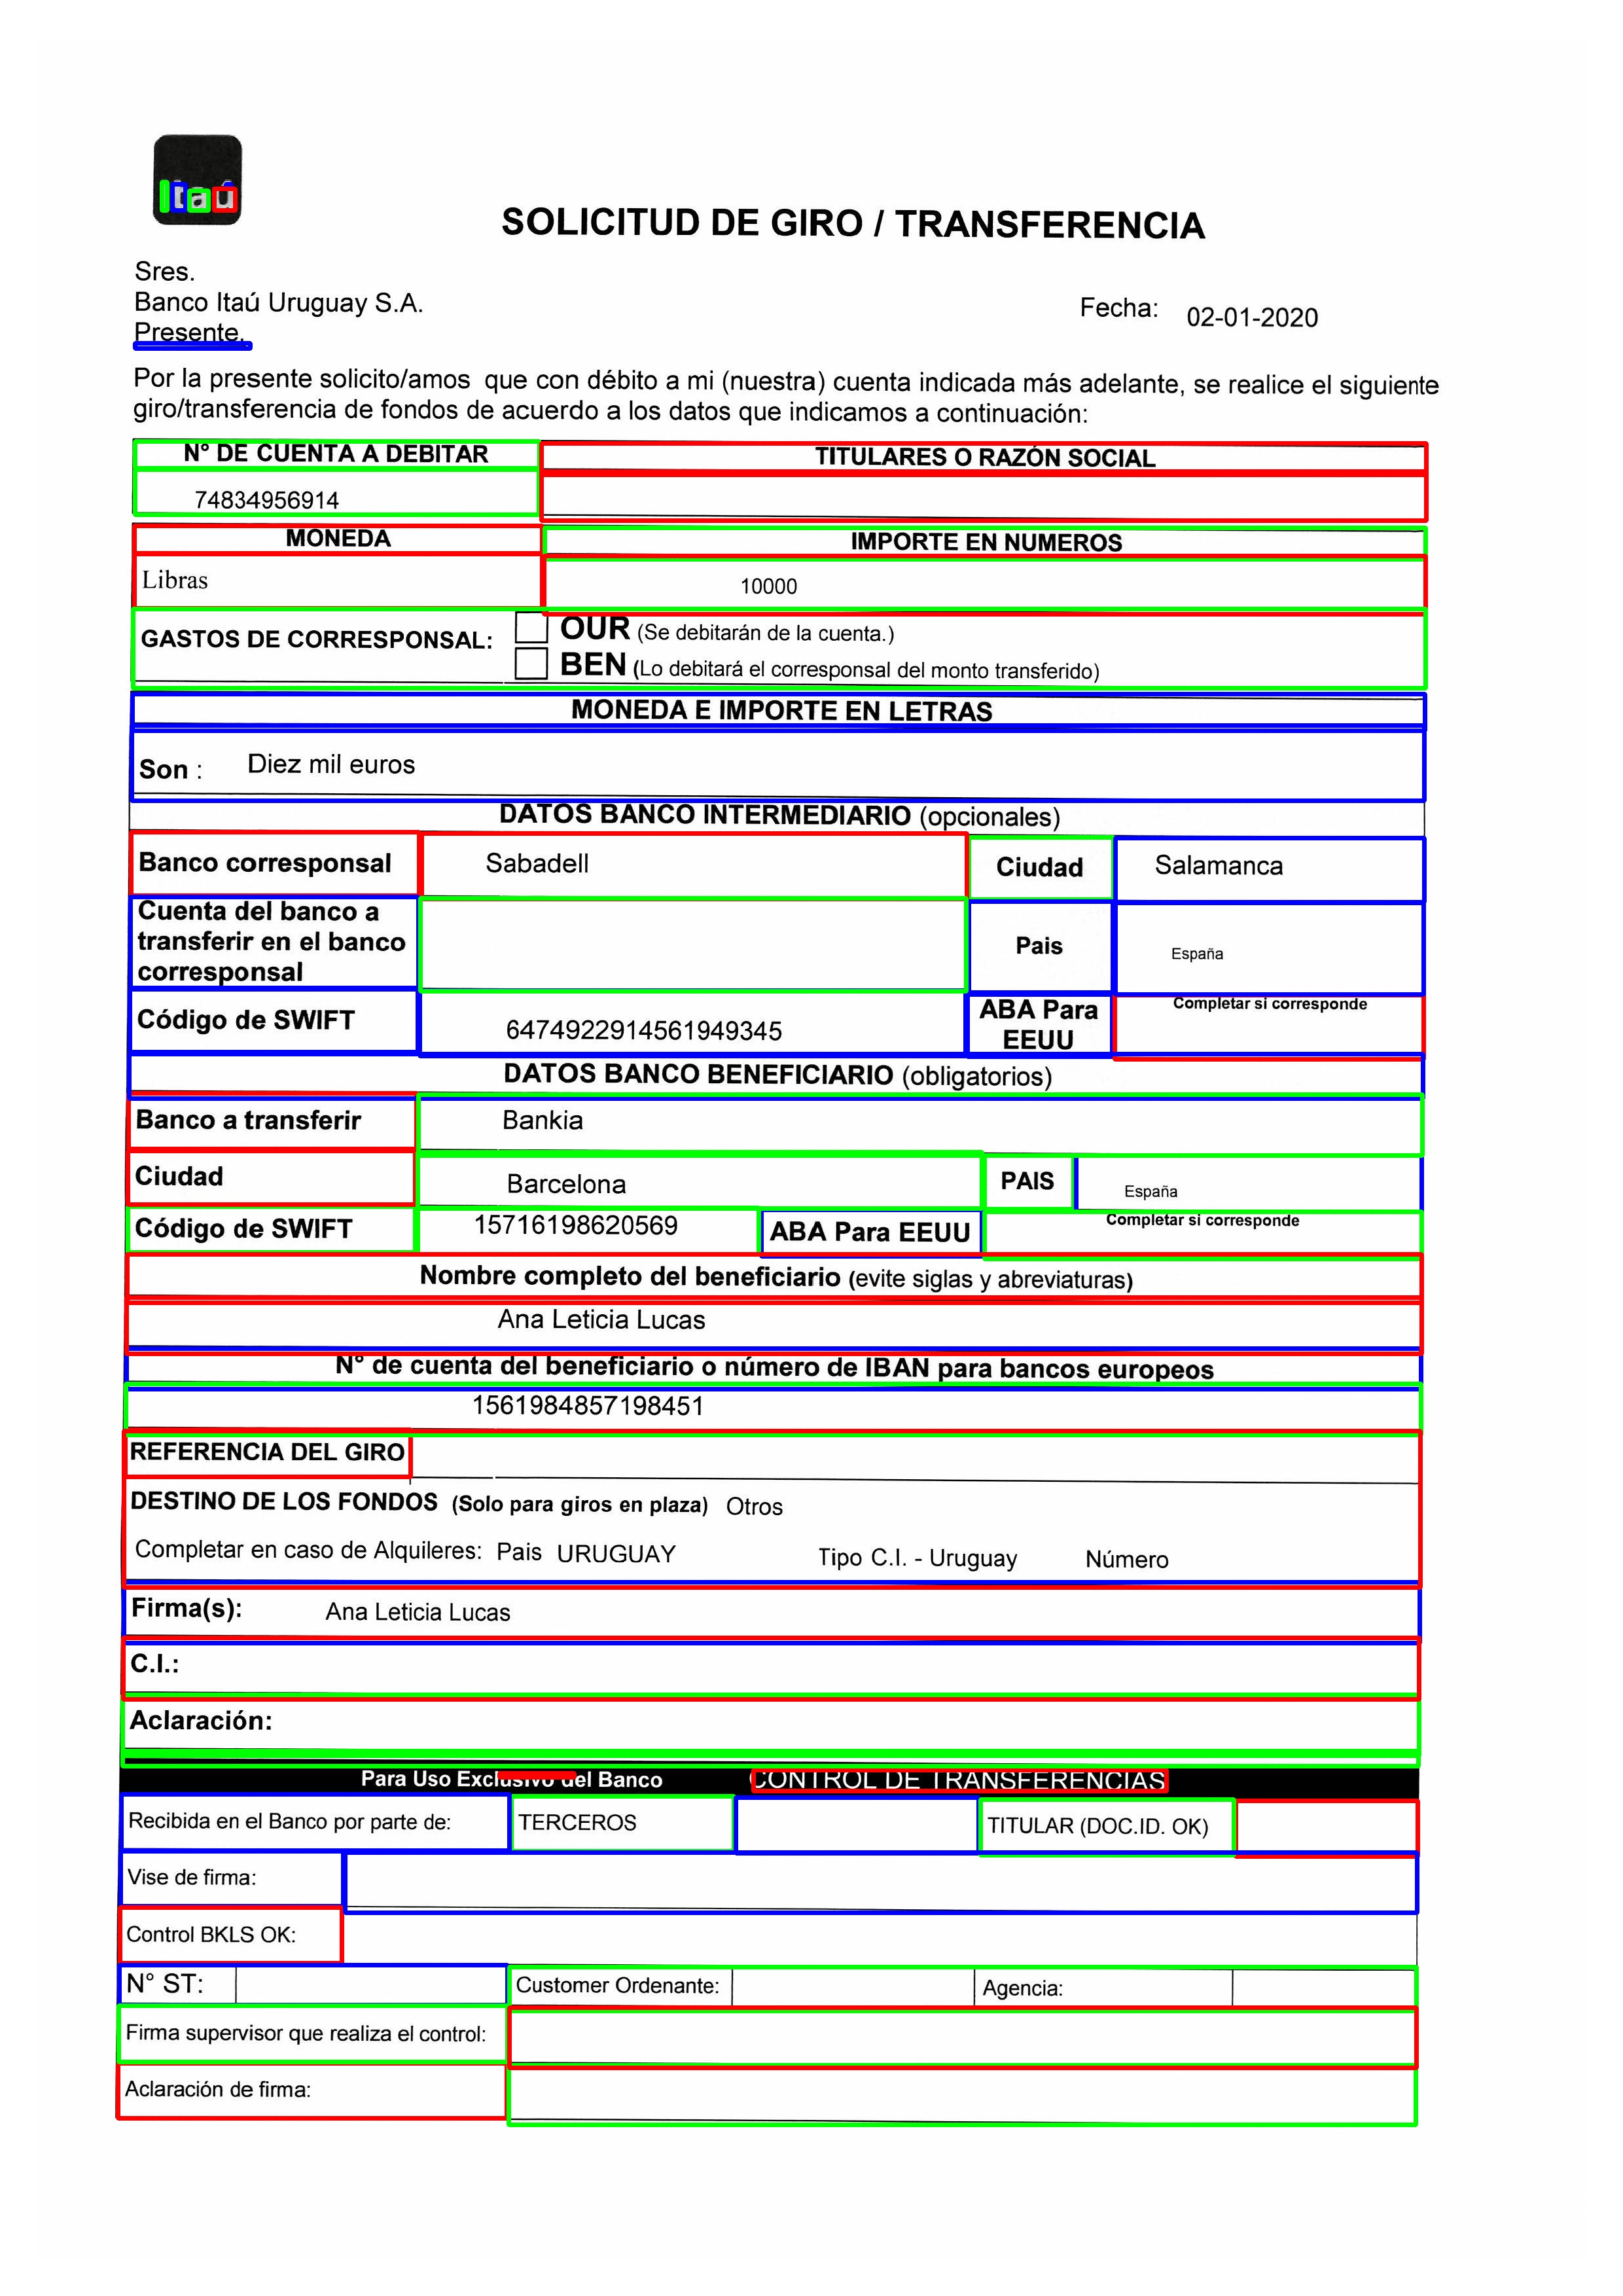 Itaú
SOLICITUD DE GIRO / TRANSFERENCIA
Sres.
Banco Itaú Uruguay S.A.
Presente.
Fecha: 02-01-2020
Por la presente solicito/amos que con débito a mi (nuestra) cuenta indicada más adelante, se realice el siguiente
giro/transferencia de fondos de acuerdo a los datos que indicamos a continuación:
N° DE CUENTA A DEBITAR TITULARES O RAZÓN SOCIAL
74834956914
MONEDA IMPORTE EN NUMEROS
Libras 10000
GASTOS DE CORRESPONSAL: OUR (Se debitarán de la cuenta.)
BEN (Lo debitará el corresponsal del monto transferido)
MONEDA E IMPORTE EN LETRAS
Son : Diez mil euros
DATOS BANCO INTERMEDIARIO (opcionales)
Banco corresponsal Sabadell Ciudad Salamanca
Cuenta del banco a
transferir en el banco
corresponsal
Pais España
Código de SWIFT 6474922914561949345 ABA Para
EEUU
Completar si corresponde
DATOS BANCO BENEFICIARIO (obligatorios)
Banco a transferir Bankia
Ciudad Barcelona PAIS España
Código de SWIFT 15716198620569 ABA Para EEUU Completar si corresponde
Nombre completo del beneficiario (evite siglas y abreviaturas)
Ana Leticia Lucas
N° de cuenta del beneficiario o número de IBAN para bancos europeos
1561984857198451
REFERENCIA DEL GIRO
DESTINO DE LOS FONDOS (Solo para giros en plaza) Otros
Completar en caso de Alquileres: Pais URUGUAY Tipo C.I. - Uruguay Número
Firma(s): Ana Leticia Lucas
C.I.:
Aclaración:
Para Uso Exclusivo del Banco CONTROL DE TRANSFERENCIAS
Recibida en el Banco por parte de: TERCEROS TITULAR (DOC.ID. OK)
Vise de firma:
Control BKLS OK:
N° ST: Customer Ordenante: Agencia:
Firma supervisor que realiza el control:
Aclaración de firma: